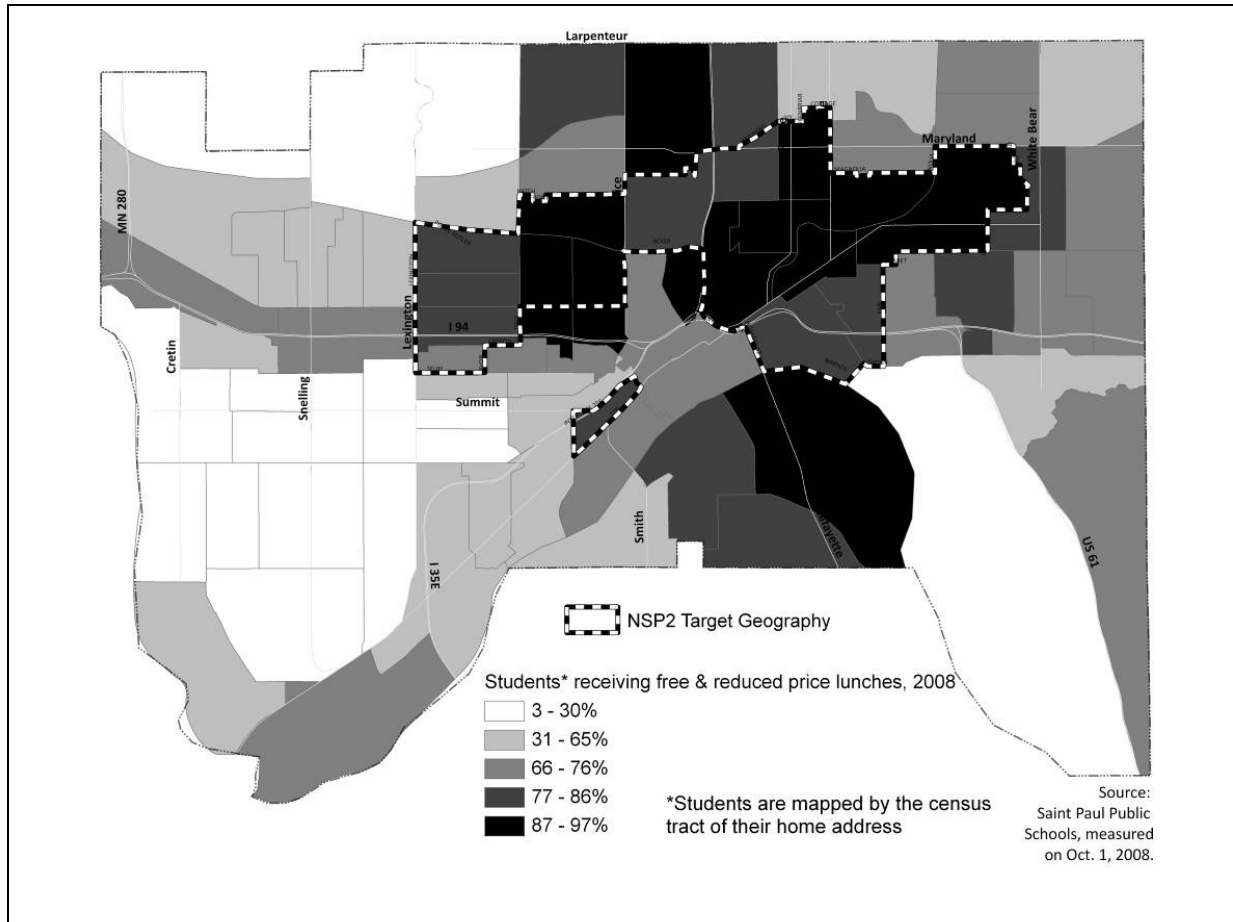 Larpenteur
Maryland
White Bear
MN 280
Lexington
I 94
Cretin
Snelling
Summit
ACKER
MAGNOLIA
Smith
I 35E
US 61
NSP2 Target Geography
Students* receiving free & reduced price lunches, 2008
3 - 30%
31 - 65%
66 - 76%
77 - 86%
87 - 97%
*Students are mapped by the census
tract of their home address
Source:
Saint Paul Public
Schools, measured
on Oct. 1, 2008.